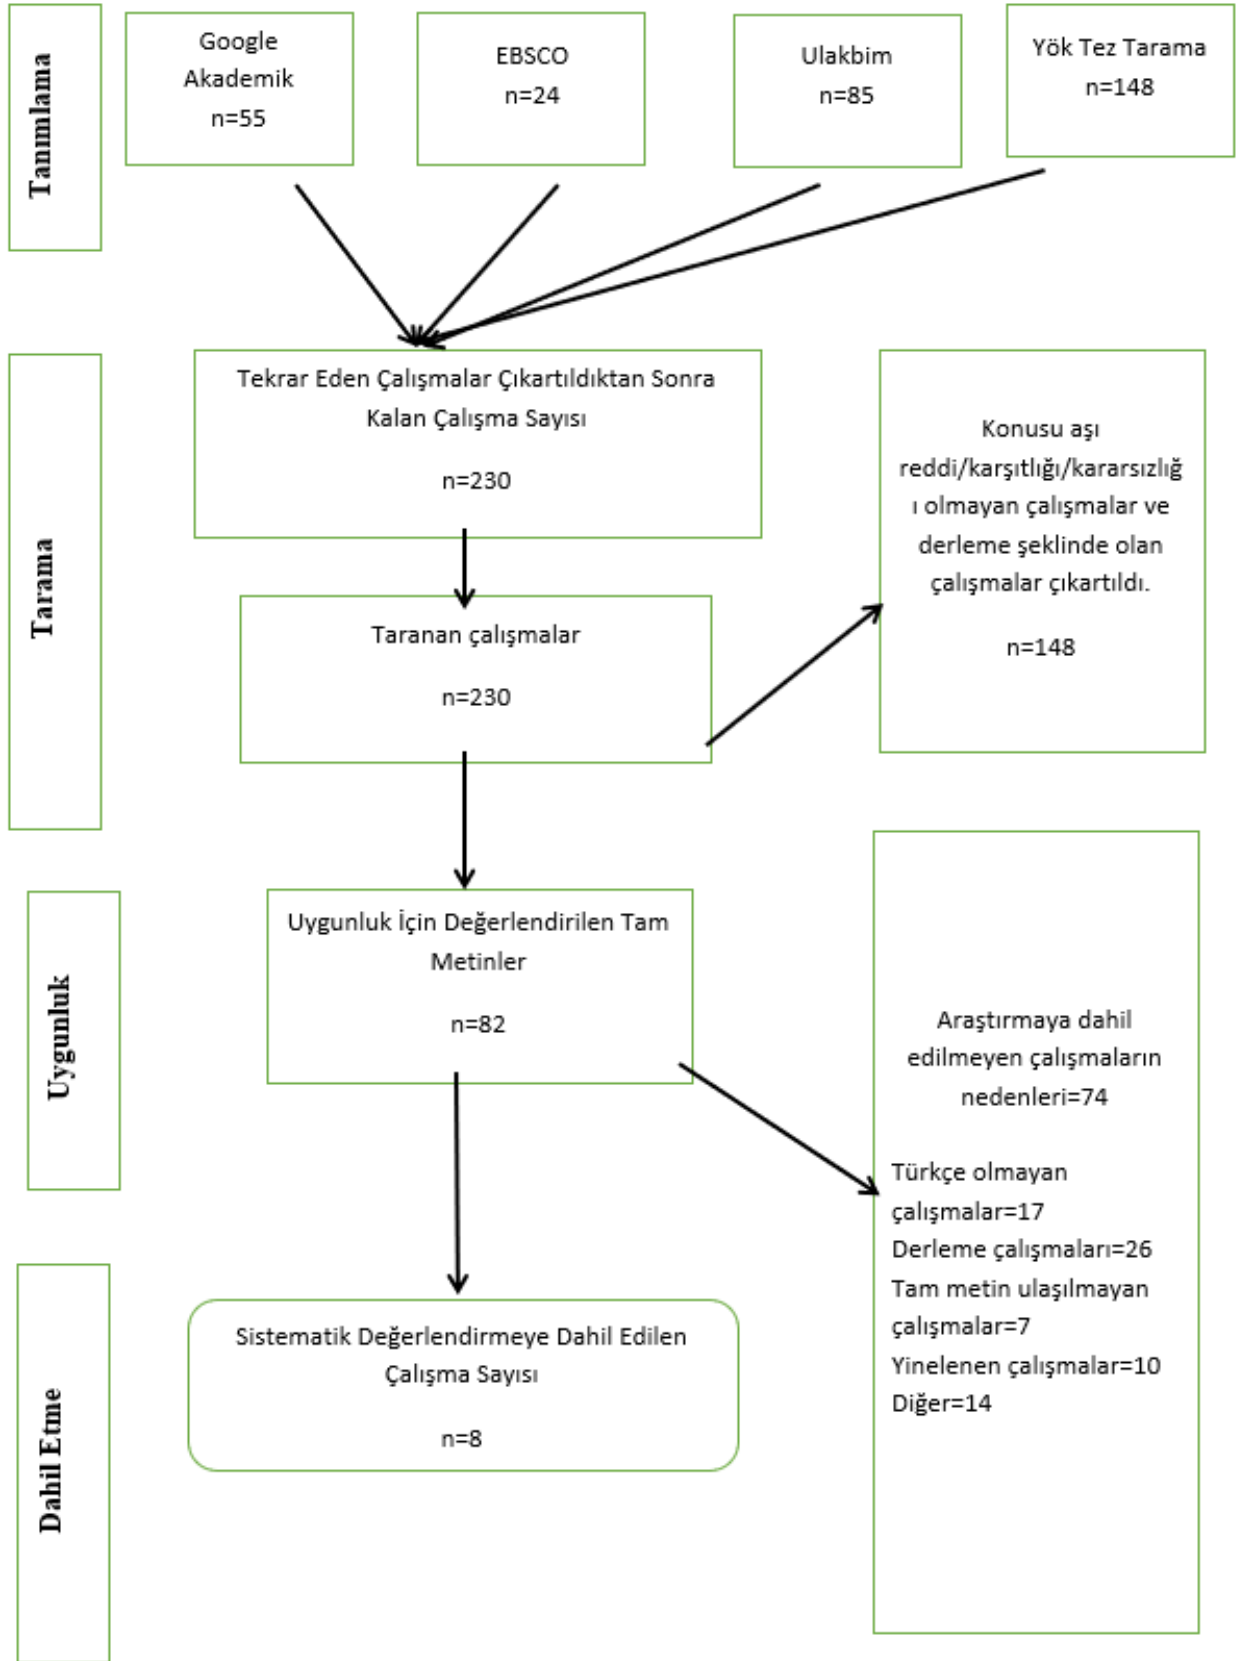 Tanımlama
Google
Akademik
n=55
EBSCO
n=24
Ulakbim
n=85
Yök Tez Tarama
n=148
Tarama
Tekrar Eden Çalışmalar Çıkartıldıktan Sonra
Kalan Çalışma Sayısı
n=230
Taranan çalışmalar
n=230
Konusu aşı
reddi/karşıtlığı/kararsızlığ
ı olmayan çalışmalar ve
derleme şeklinde olan
çalışmalar çıkartıldı.
n=148
Uygunluk
Uygunluk İçin Değerlendirilen Tam
Metinler
n=82
Araştırmaya dahil
edilmeyen çalışmaların
nedenleri=74
Türkçe olmayan
çalışmalar=17
Derleme çalışmaları=26
Tam metin ulaşılmayan
çalışmalar=7
Yinelenen çalışmalar=10
Diğer=14
Dahil Etme
Sistematik Değerlendirmeye Dahil Edilen
Çalışma Sayısı
n=8